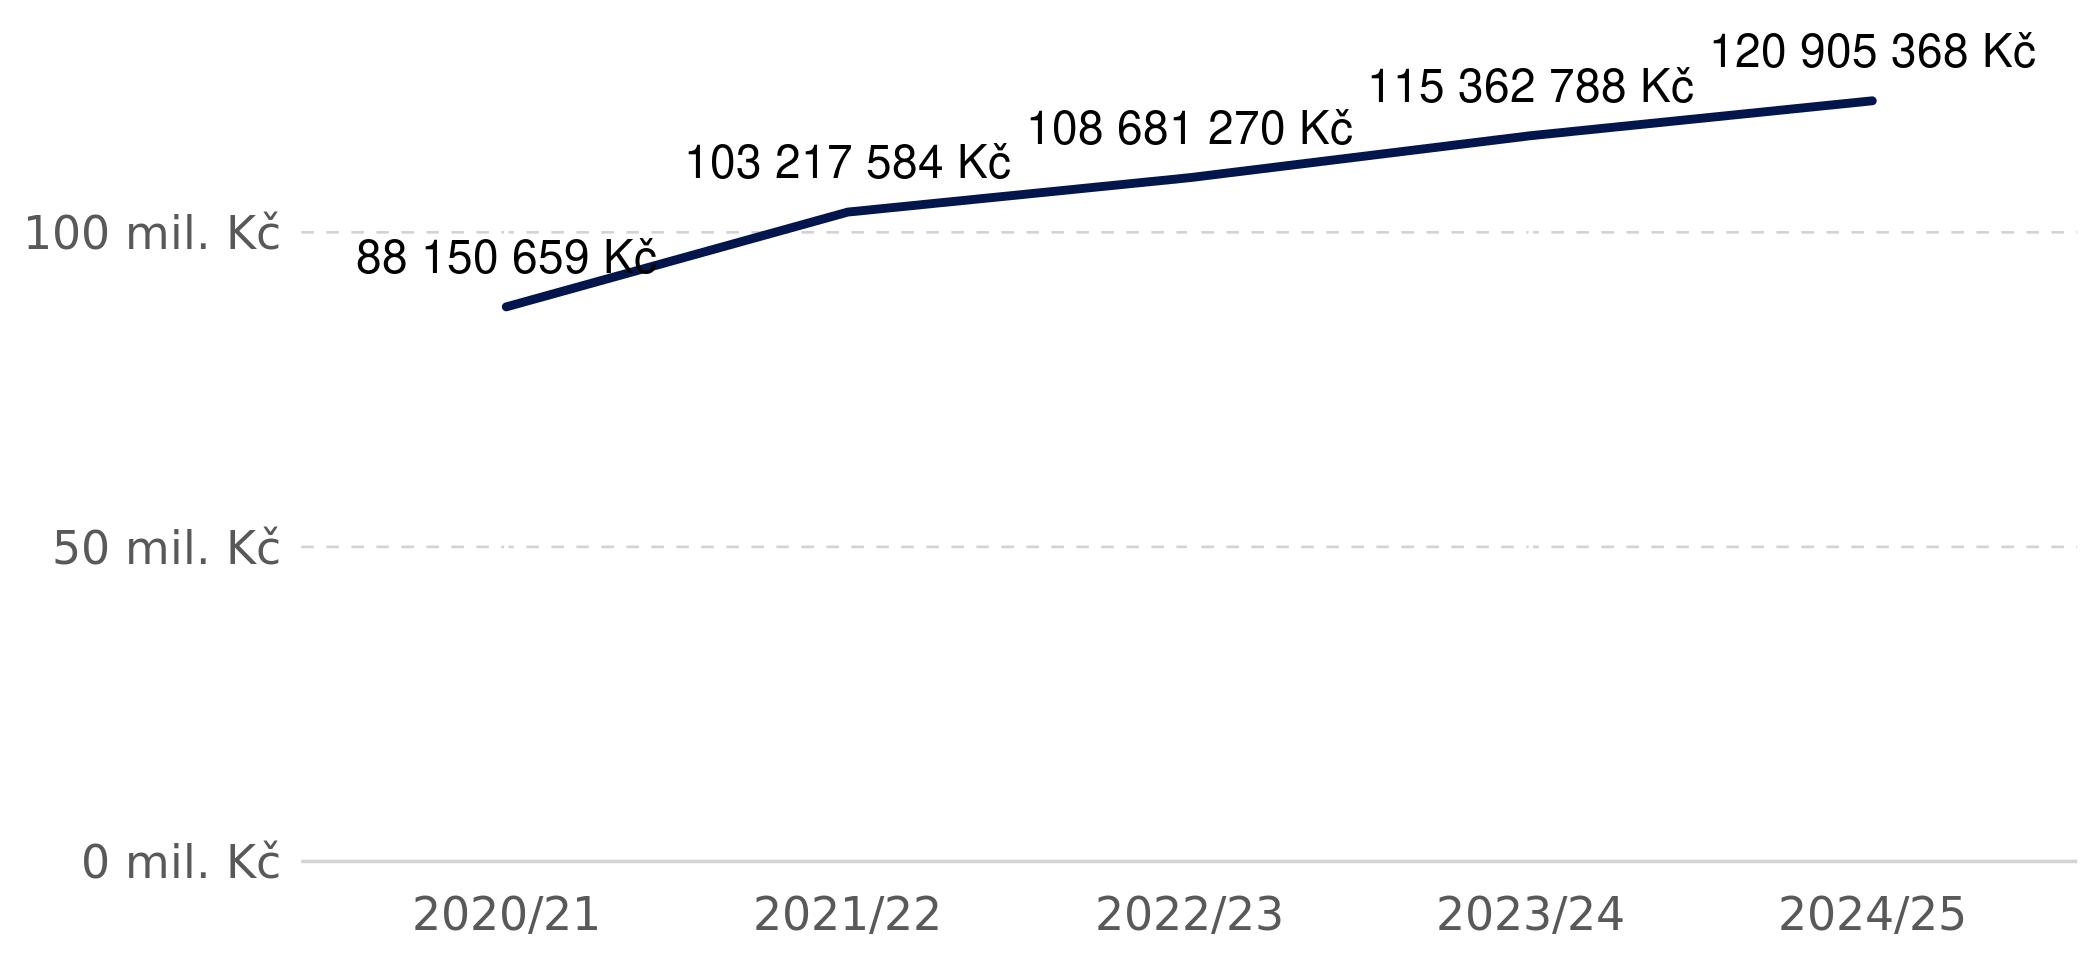 120 905 368 Kč
115 362 788 Kč
108 681 270 Kč
103 217 584 Kč
100 mil. Kč
88 150 659 Kč
50 mil. Kč
0 mil. Kč
2020/21 2021/22 2022/23 2023/24 2024/25